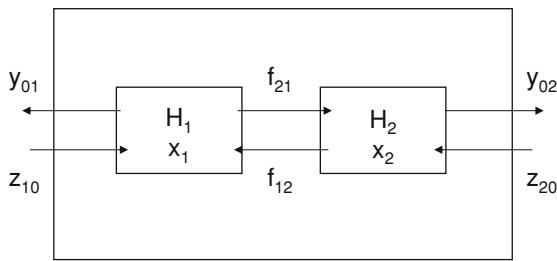 y₀₁ f₂₁ y₀₂
H₁ H₂
x₁ x₂
z₁₀ f₁₂ z₂₀